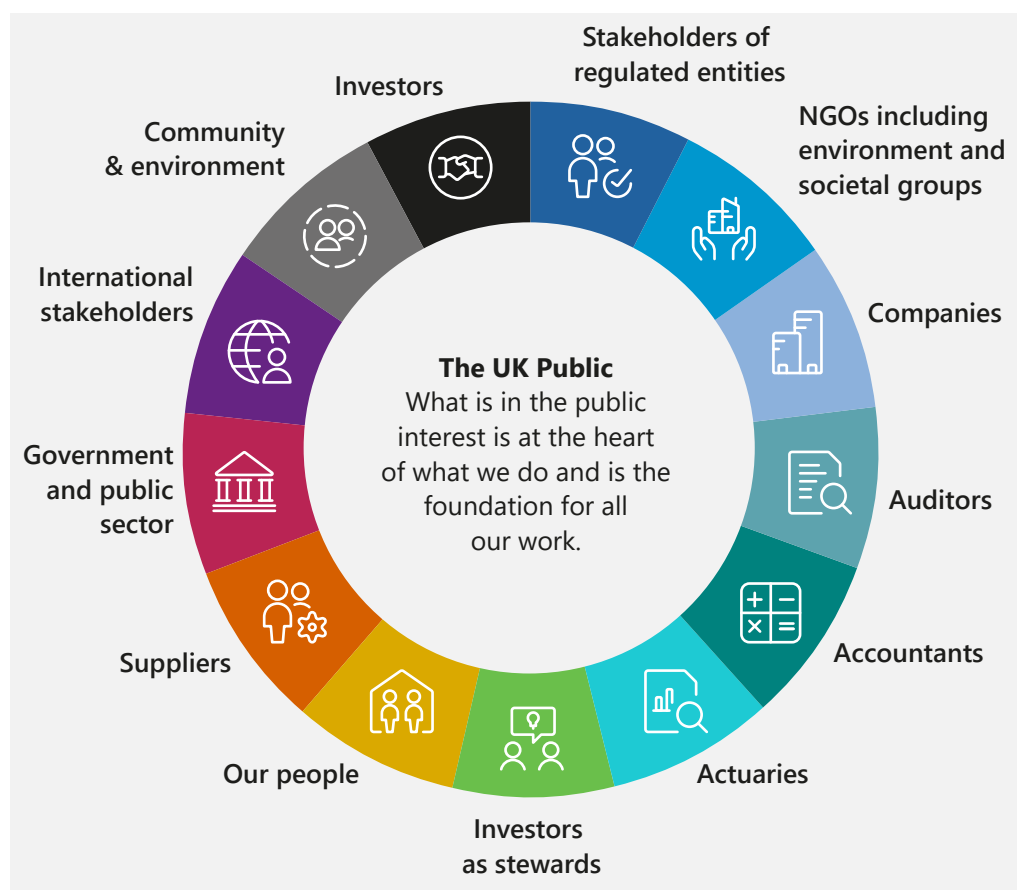 Stakeholders of
regulated entities
Investors
NGOs including
environment and
societal groups
Community
& environment
International
stakeholders
Companies
The UK Public
What is in the public
interest is at the heart
of what we do and is the
foundation for all
our work.
Government
and public
sector
Auditors
Suppliers
Accountants
Our people
Actuaries
Investors
as stewards